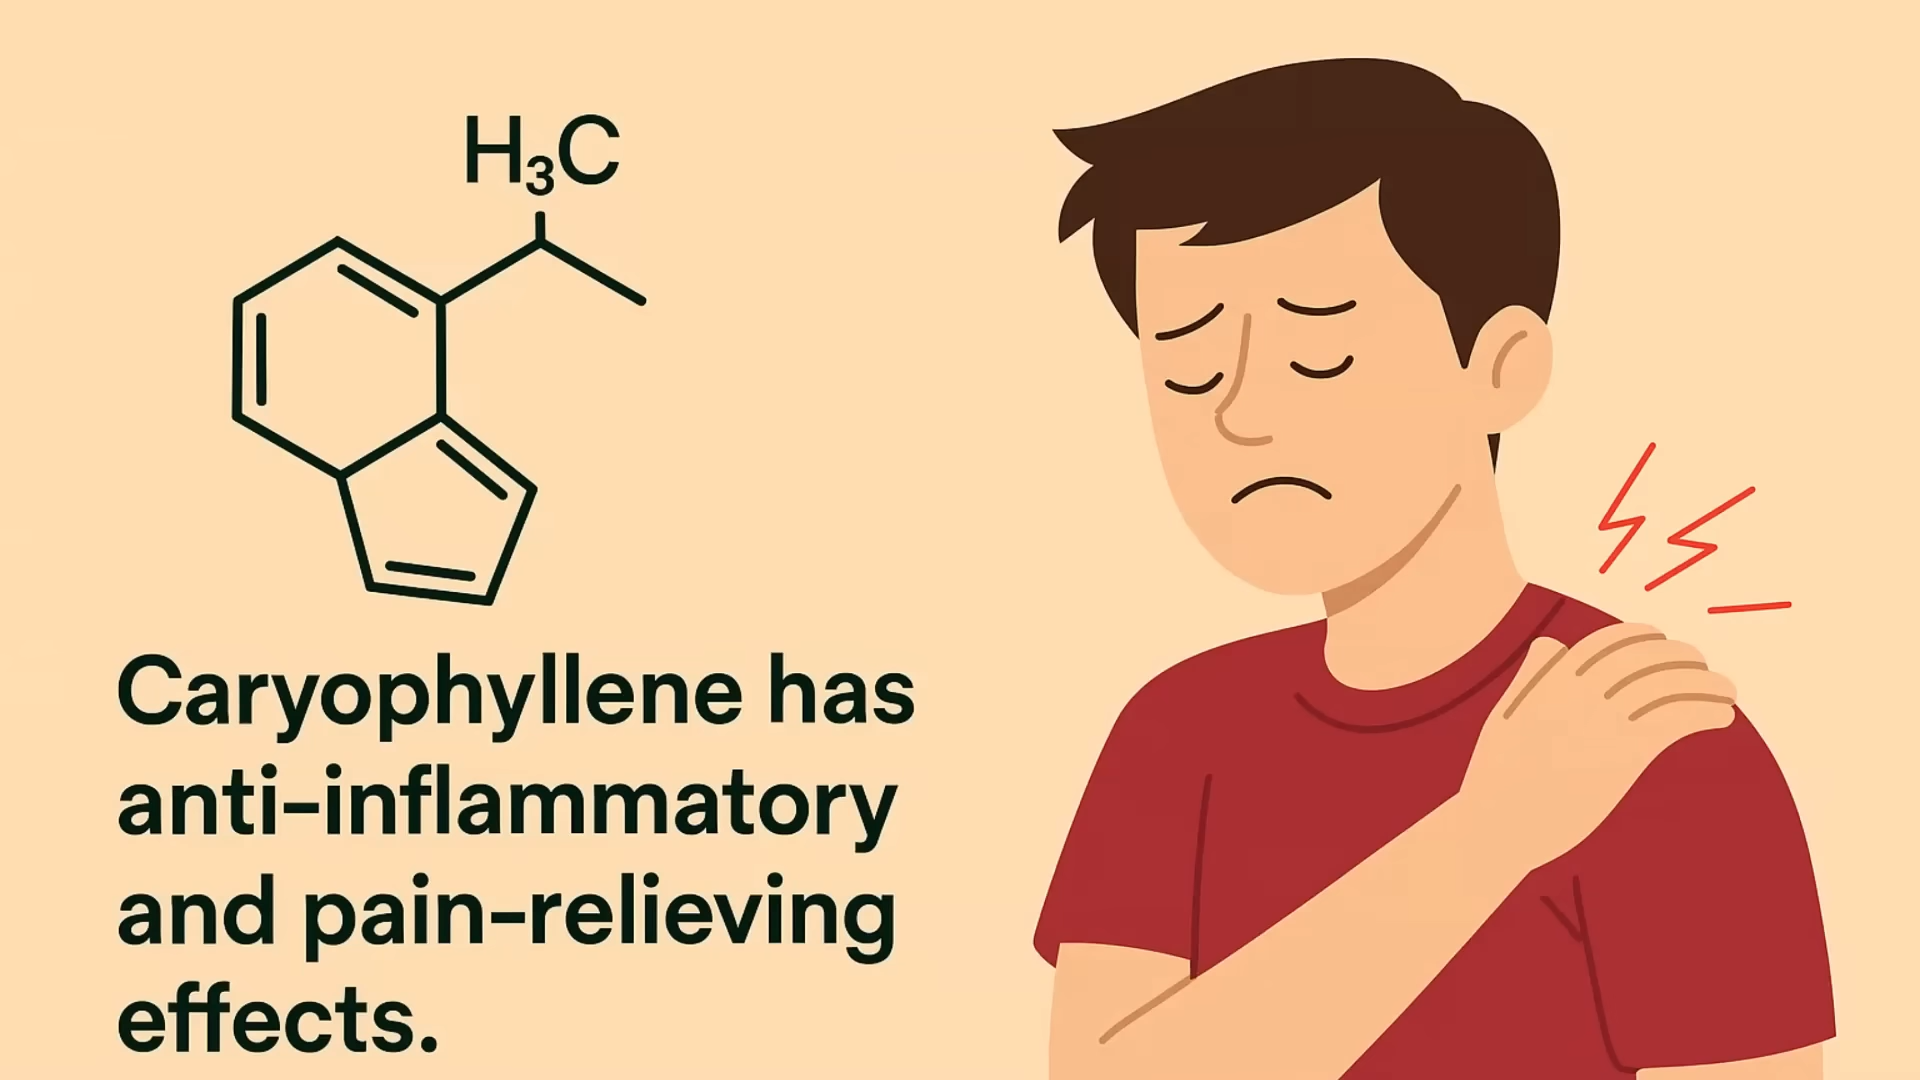 H₃C
Caryophyllene has
anti-inflammatory
and pain-relieving
effects.